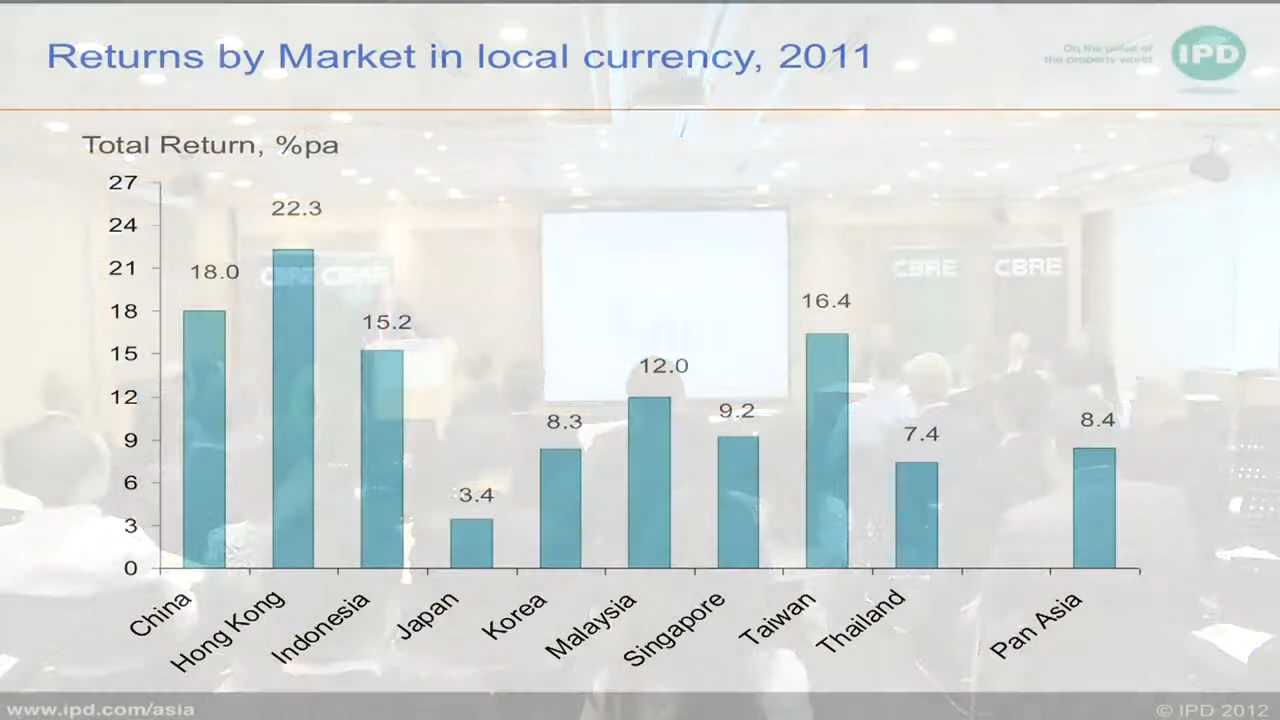 Returns by Market in local currency, 2011
On the pulse of
the property world
IPD
Total Return, %pa
27
24
21
18
15
12
9
6
3
0
18.0
22.3
15.2
3.4
8.3
12.0
9.2
16.4
7.4
8.4
CBRE
CBRE
CBRE
CBRE
China
Hong Kong
Indonesia
Japan
Korea
Malaysia
Singapore
Taiwan
Thailand
Pan Asia
www.ipd.com/asia
© IPD 2012